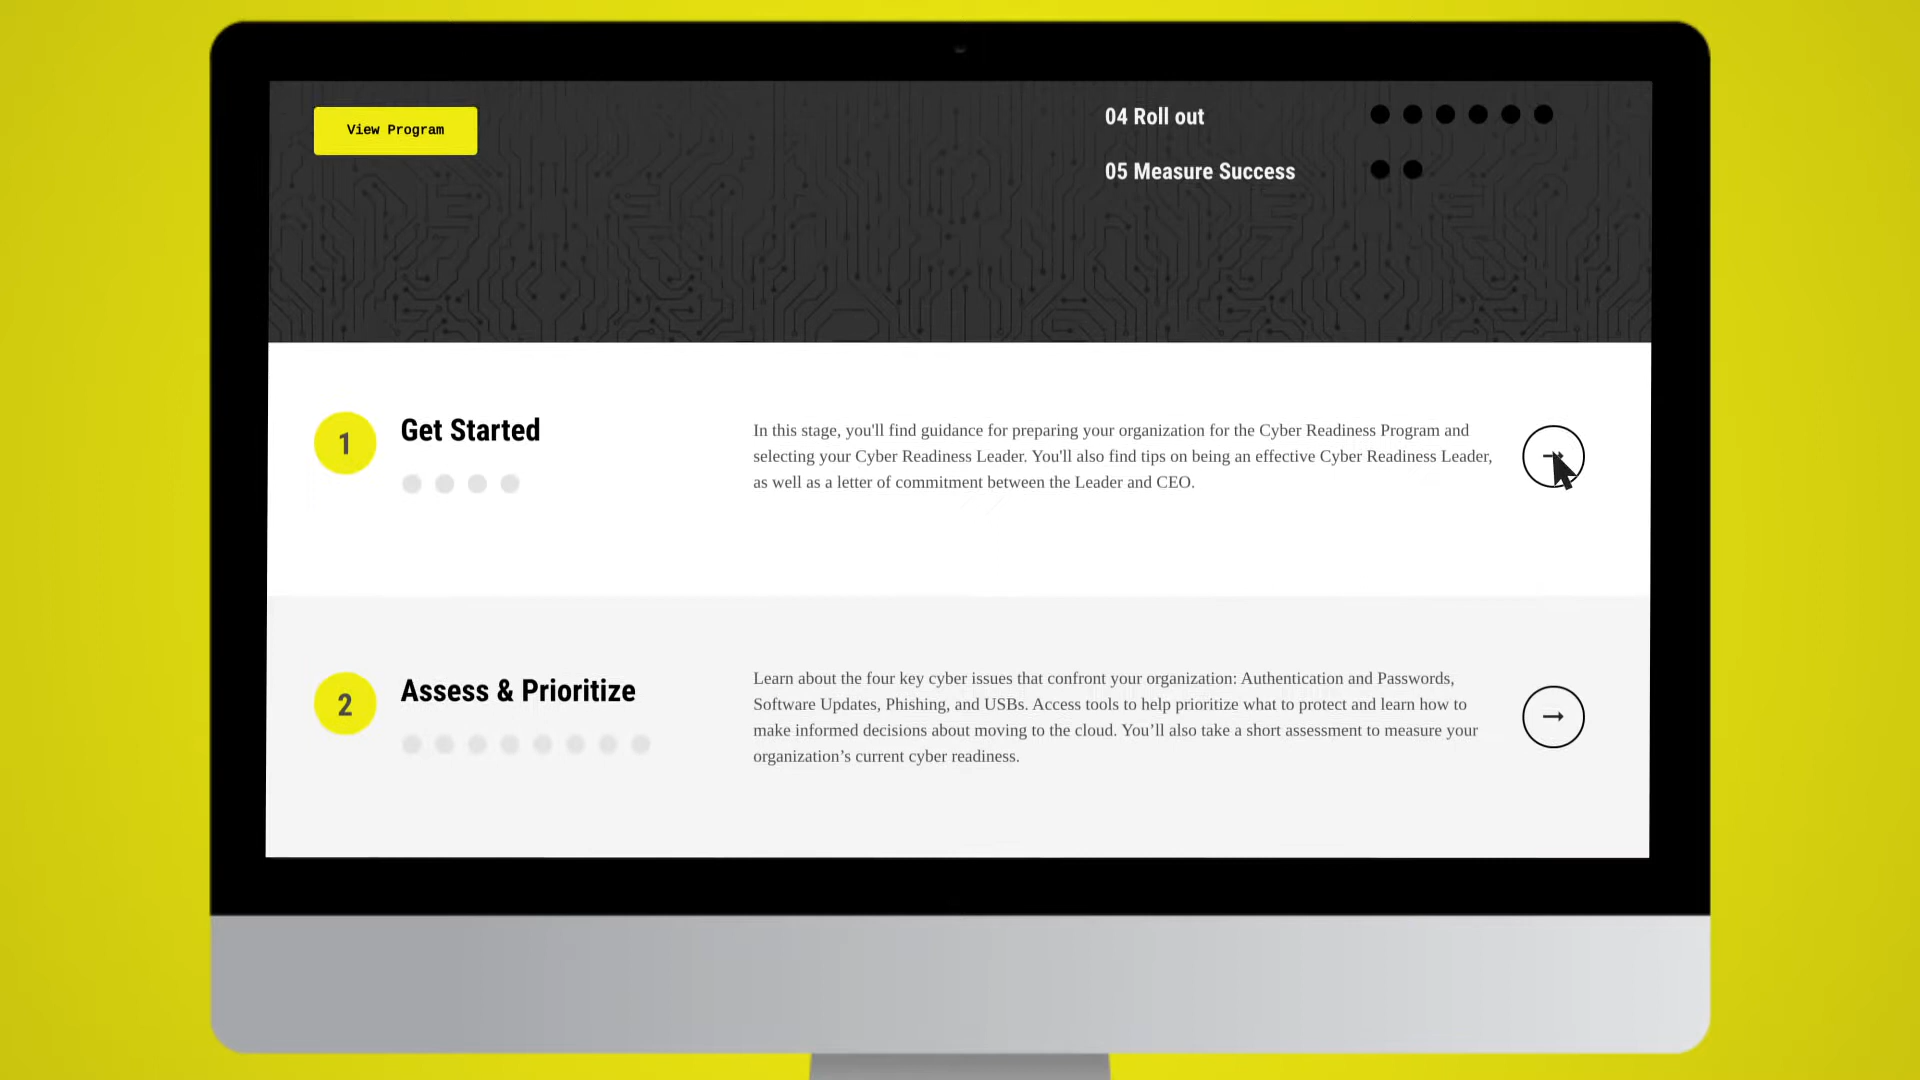 View Program
04 Roll out
05 Measure Success
1
Get Started
In this stage, you'll find guidance for preparing your organization for the Cyber Readiness Program and
selecting your Cyber Readiness Leader. You'll also find tips on being an effective Cyber Readiness Leader,
as well as a letter of commitment between the Leader and CEO.
2
Assess & Prioritize
Learn about the four key cyber issues that confront your organization: Authentication and Passwords,
Software Updates, Phishing, and USBs. Access tools to help prioritize what to protect and learn how to
make informed decisions about moving to the cloud. You’ll also take a short assessment to measure your
organization’s current cyber readiness.